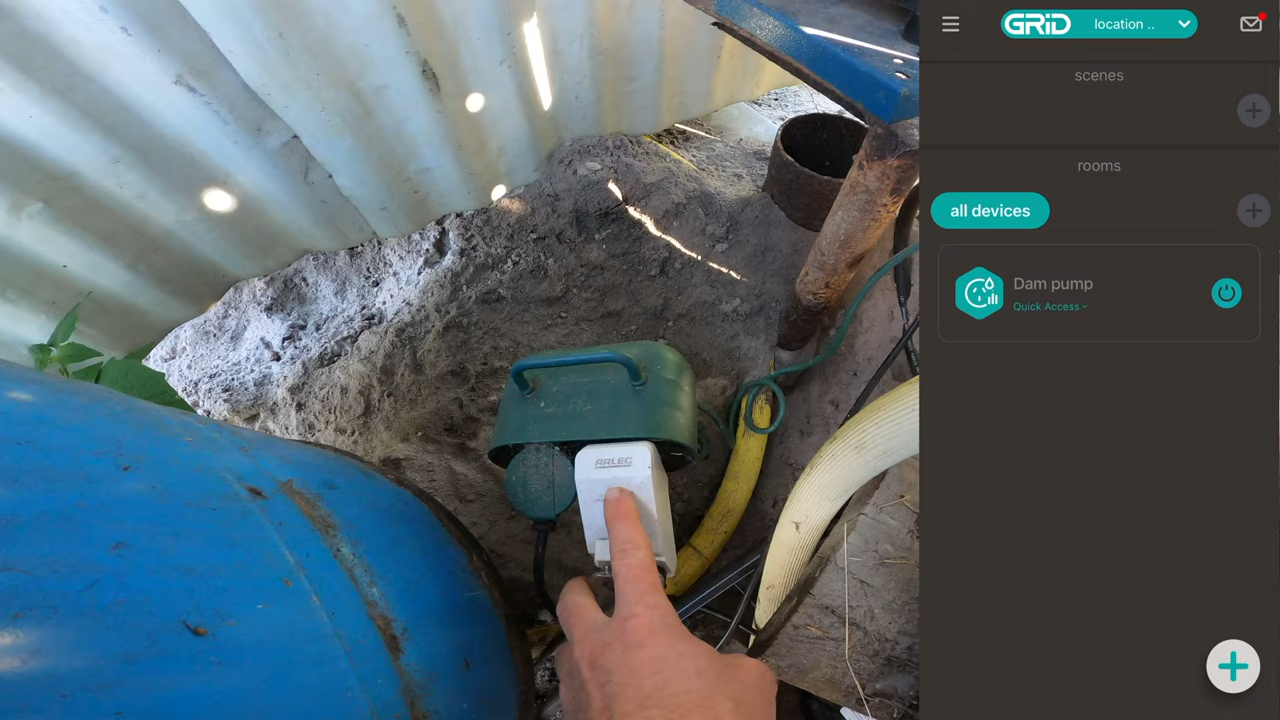 ARLEC
GRID
location ..
scenes
rooms
all devices
Dam pump
Quick Access